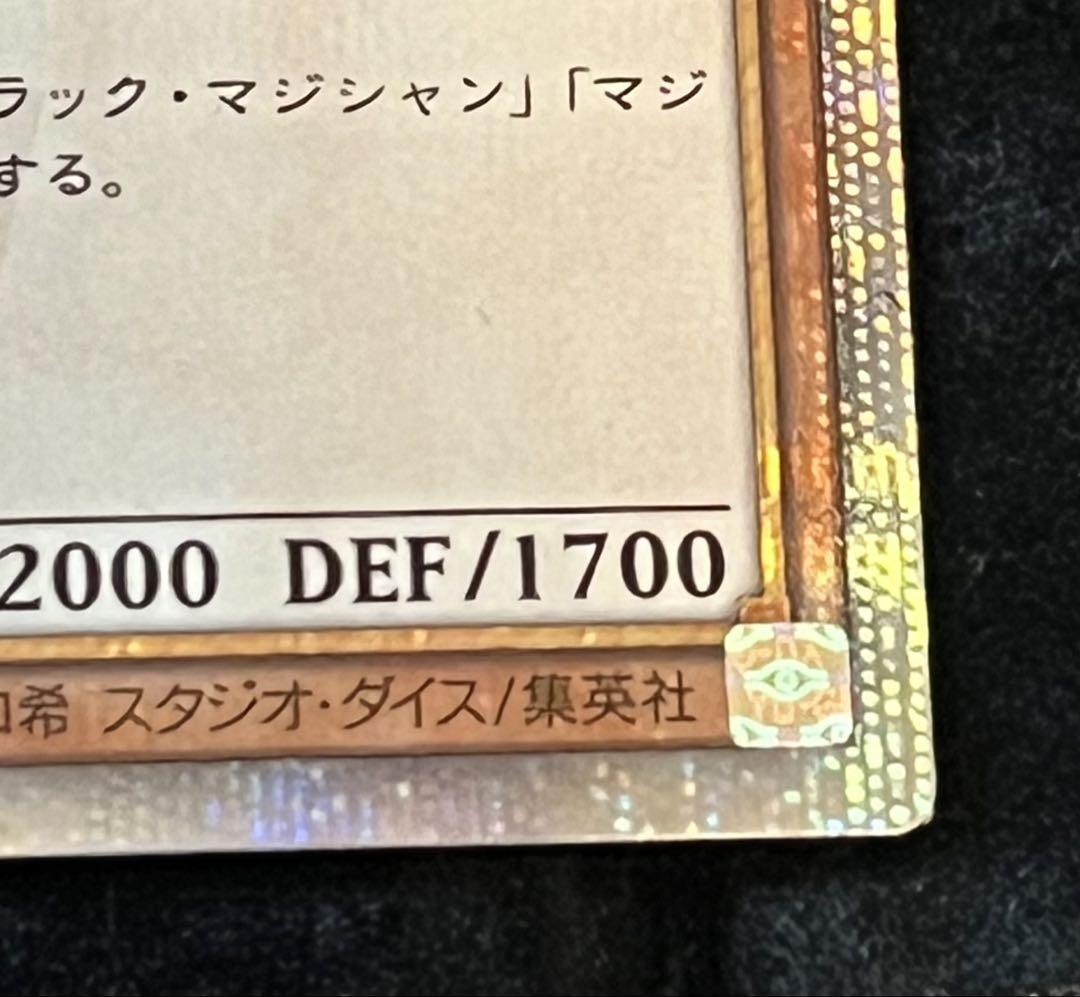 ラック・マジシャン」「マジ
する。
2000 DEF/1700
希 スタジオ・ダイス/集英社